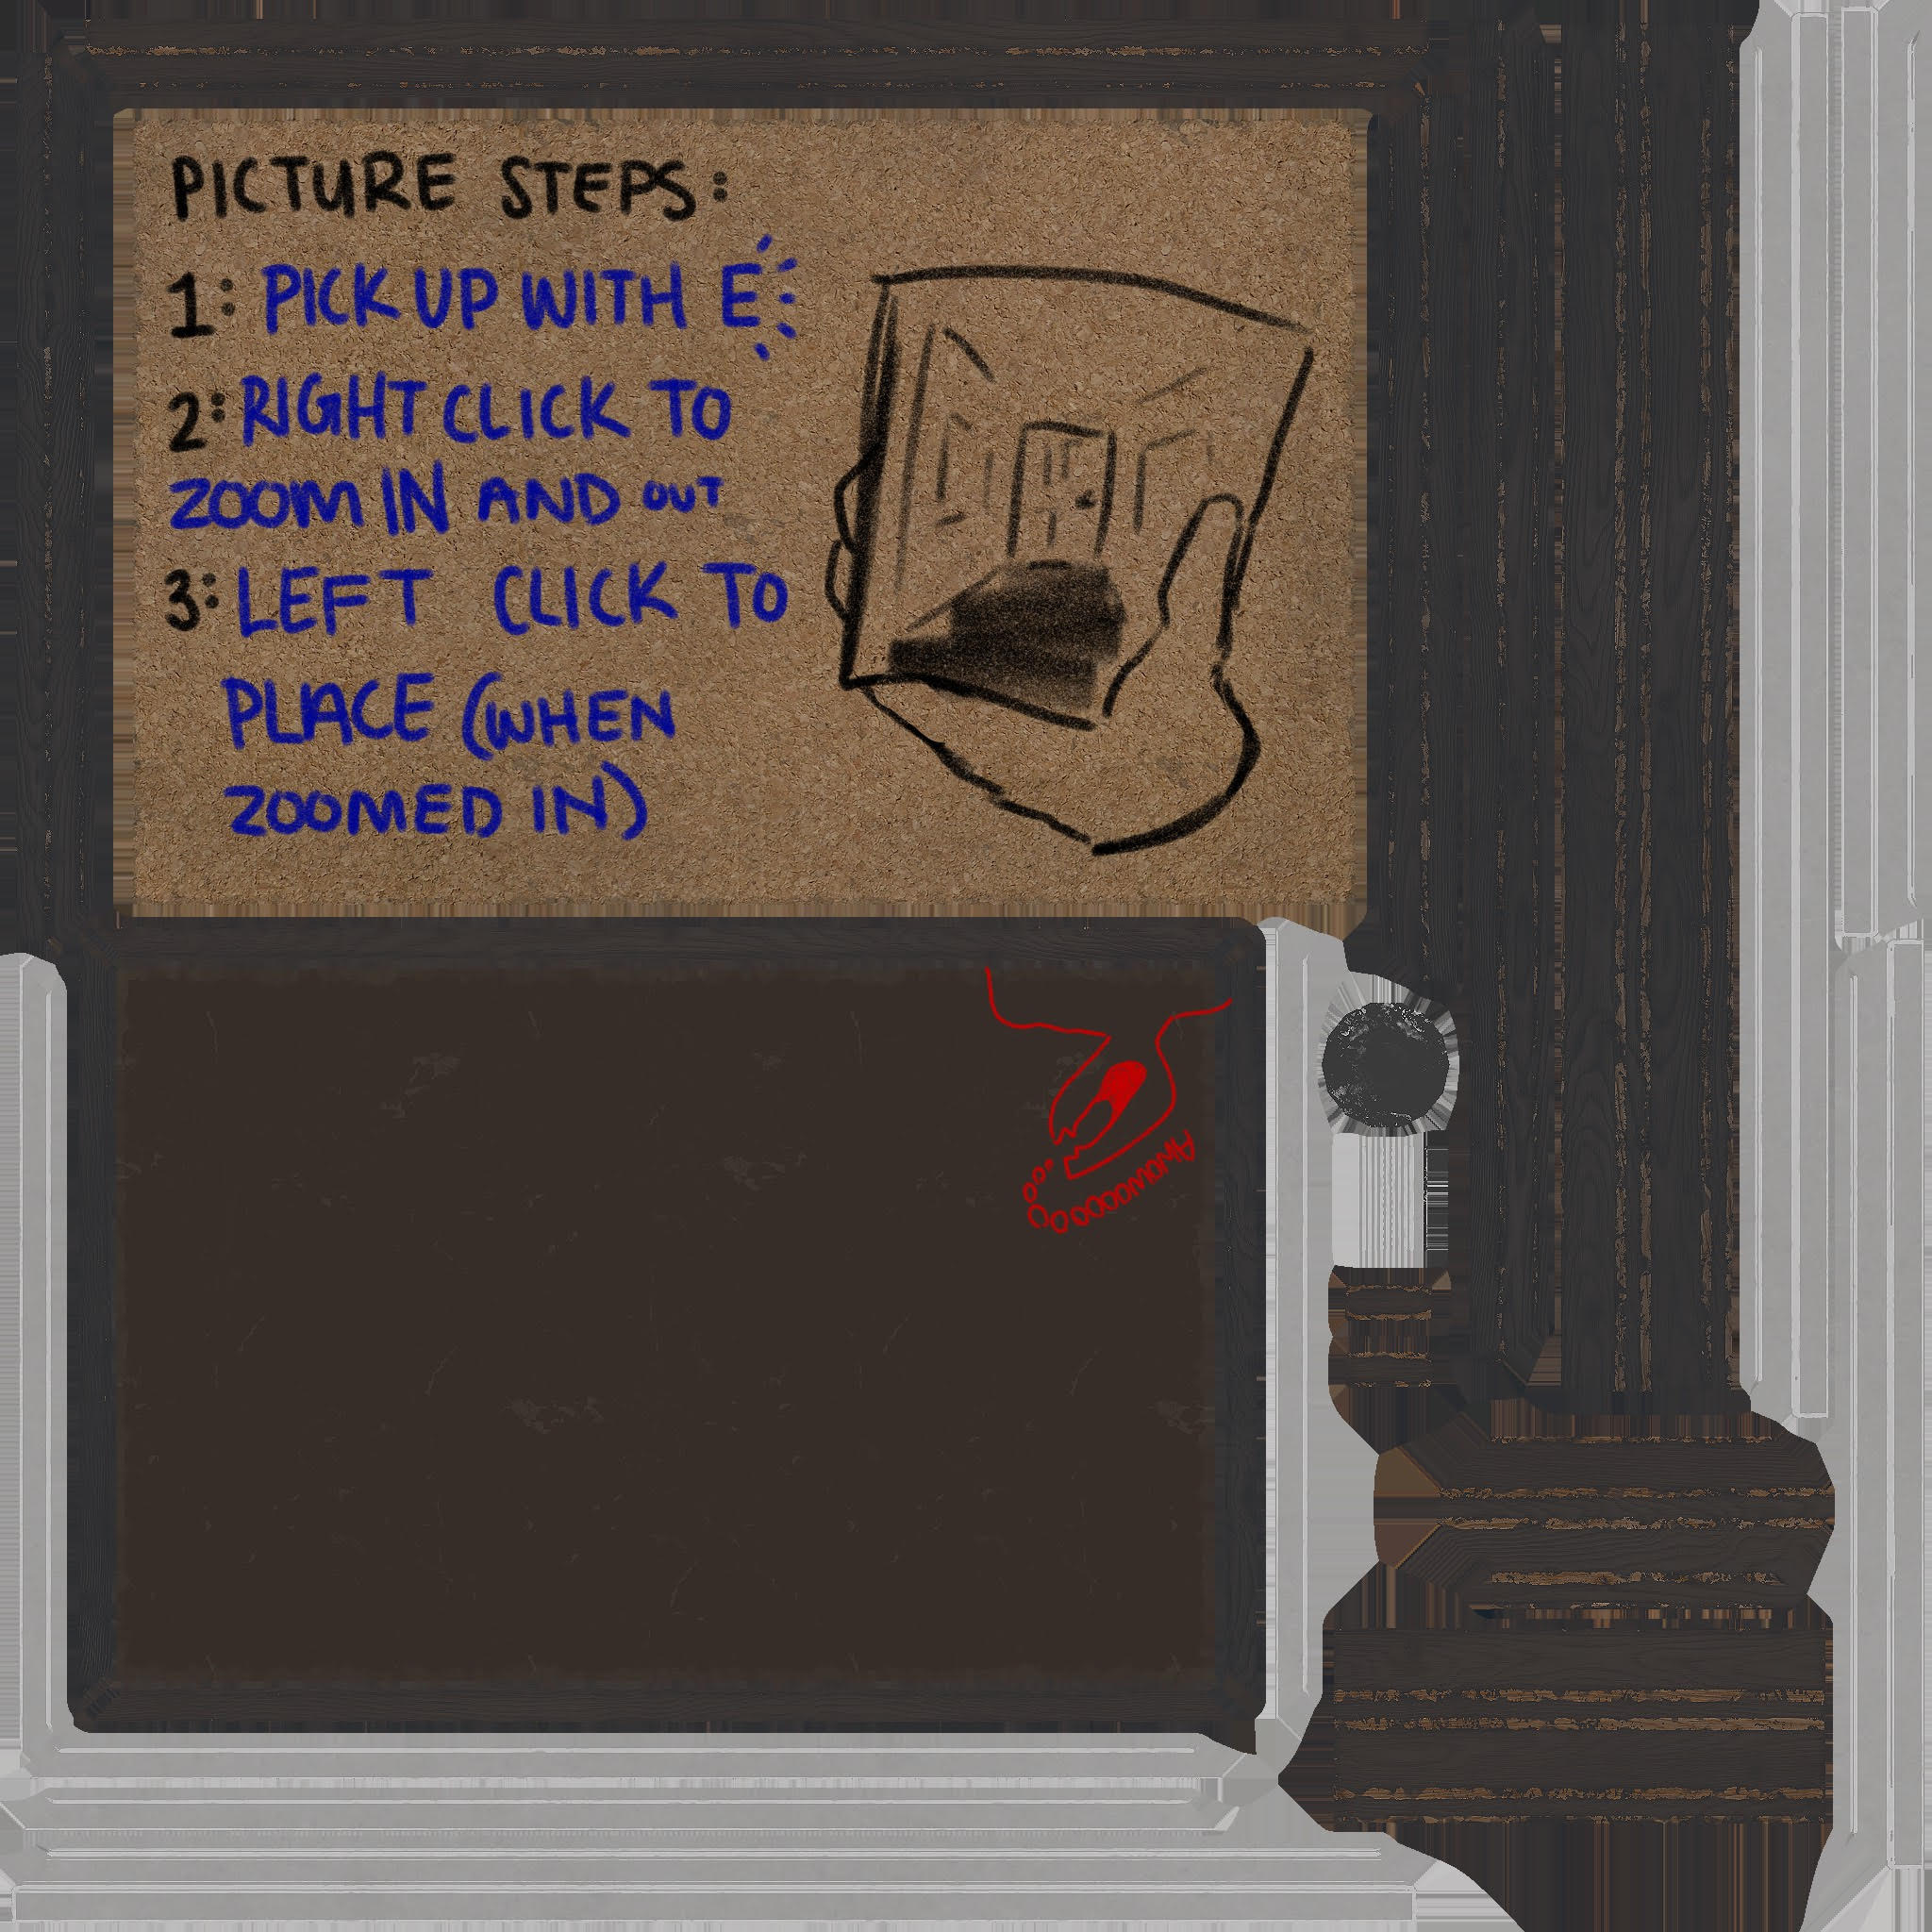 PICTURE STEPS:
1: PICK UP WITH E
2: RIGHT CLICK TO
ZOOM IN AND OUT
3: LEFT CLICK TO
PLACE (WHEN
ZOOMED IN)